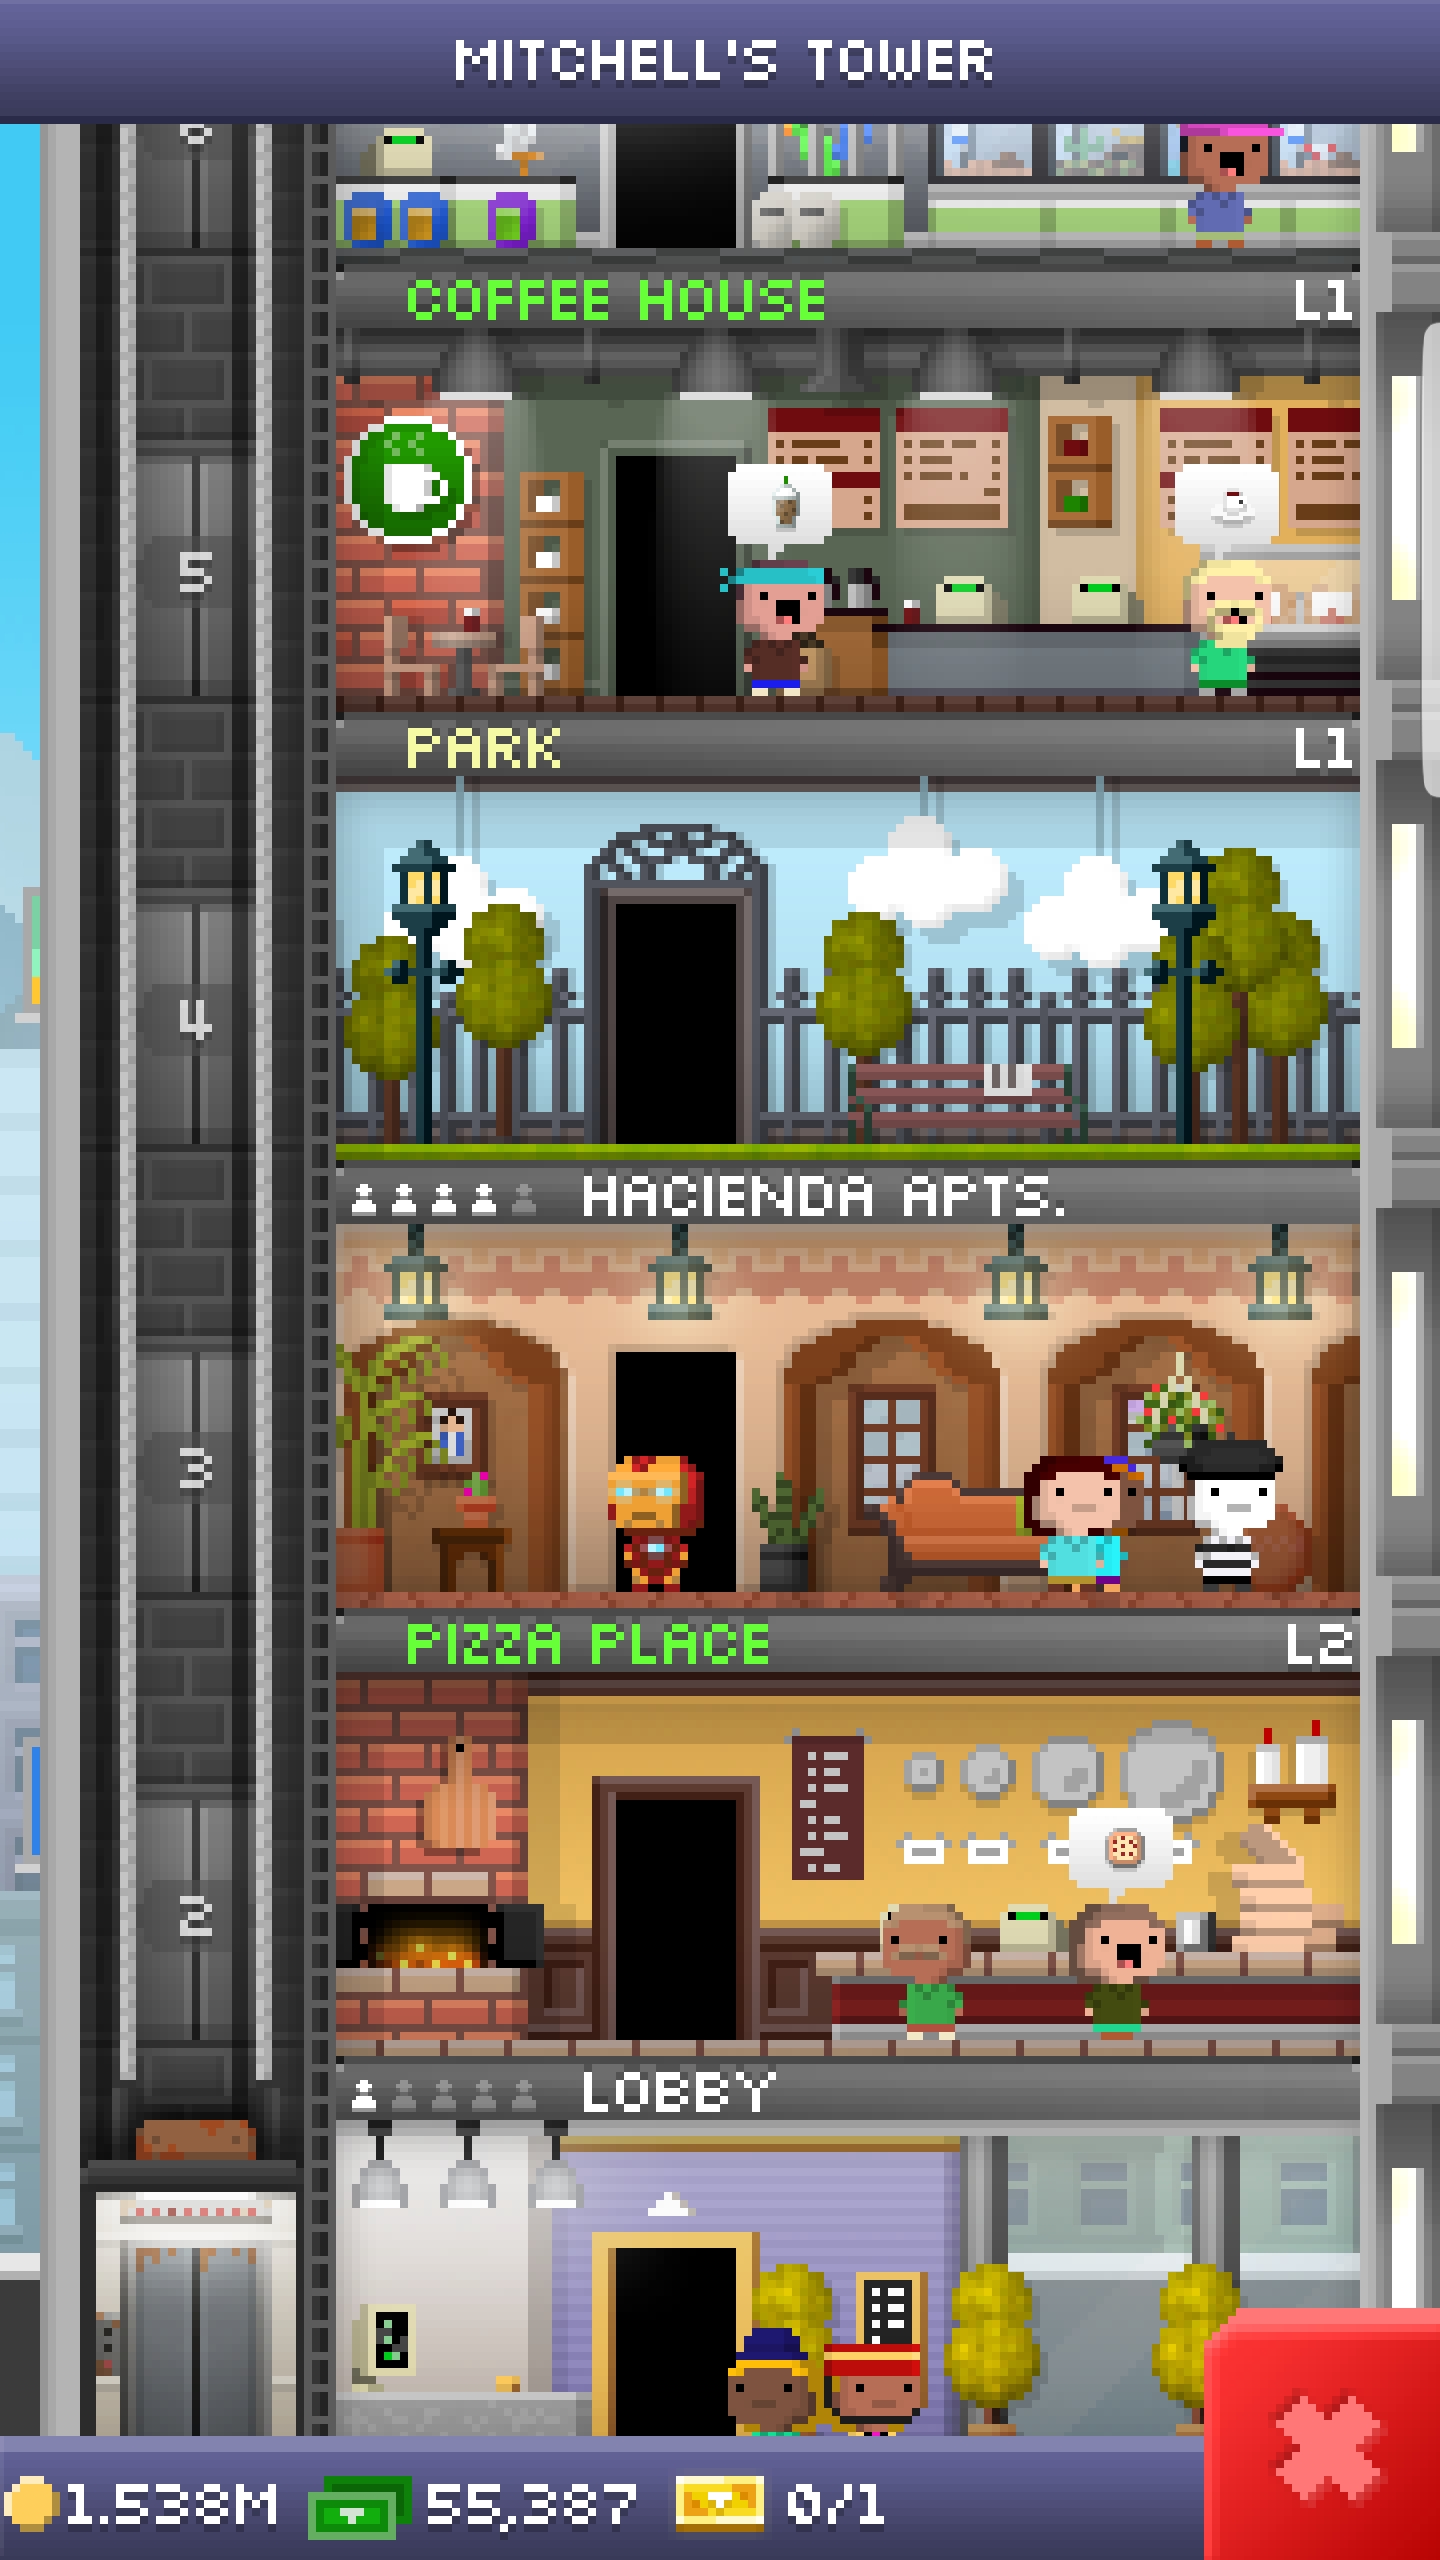 MITCHELL'S TOWER
COFFEE HOUSE L1
5
PARK L1
4
HACIENDA APTS.
3
PIZZA PLACE L2
2
LOBBY
1.538M 55,387 0/1